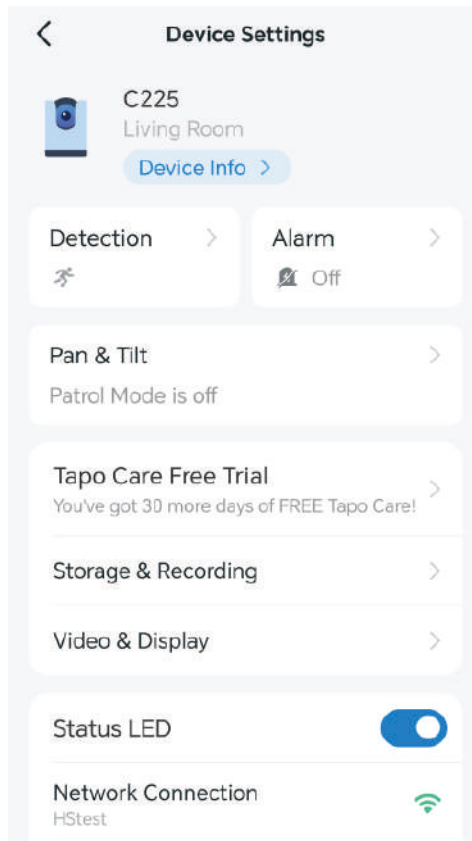 Device Settings
C225
Living Room
Device Info
Detection
Alarm
Off
Pan & Tilt
Patrol Mode is off
Tapo Care Free Trial
You've got 30 more days of FREE Tapo Care!
Storage & Recording
Video & Display
Status LED
Network Connection
HStest